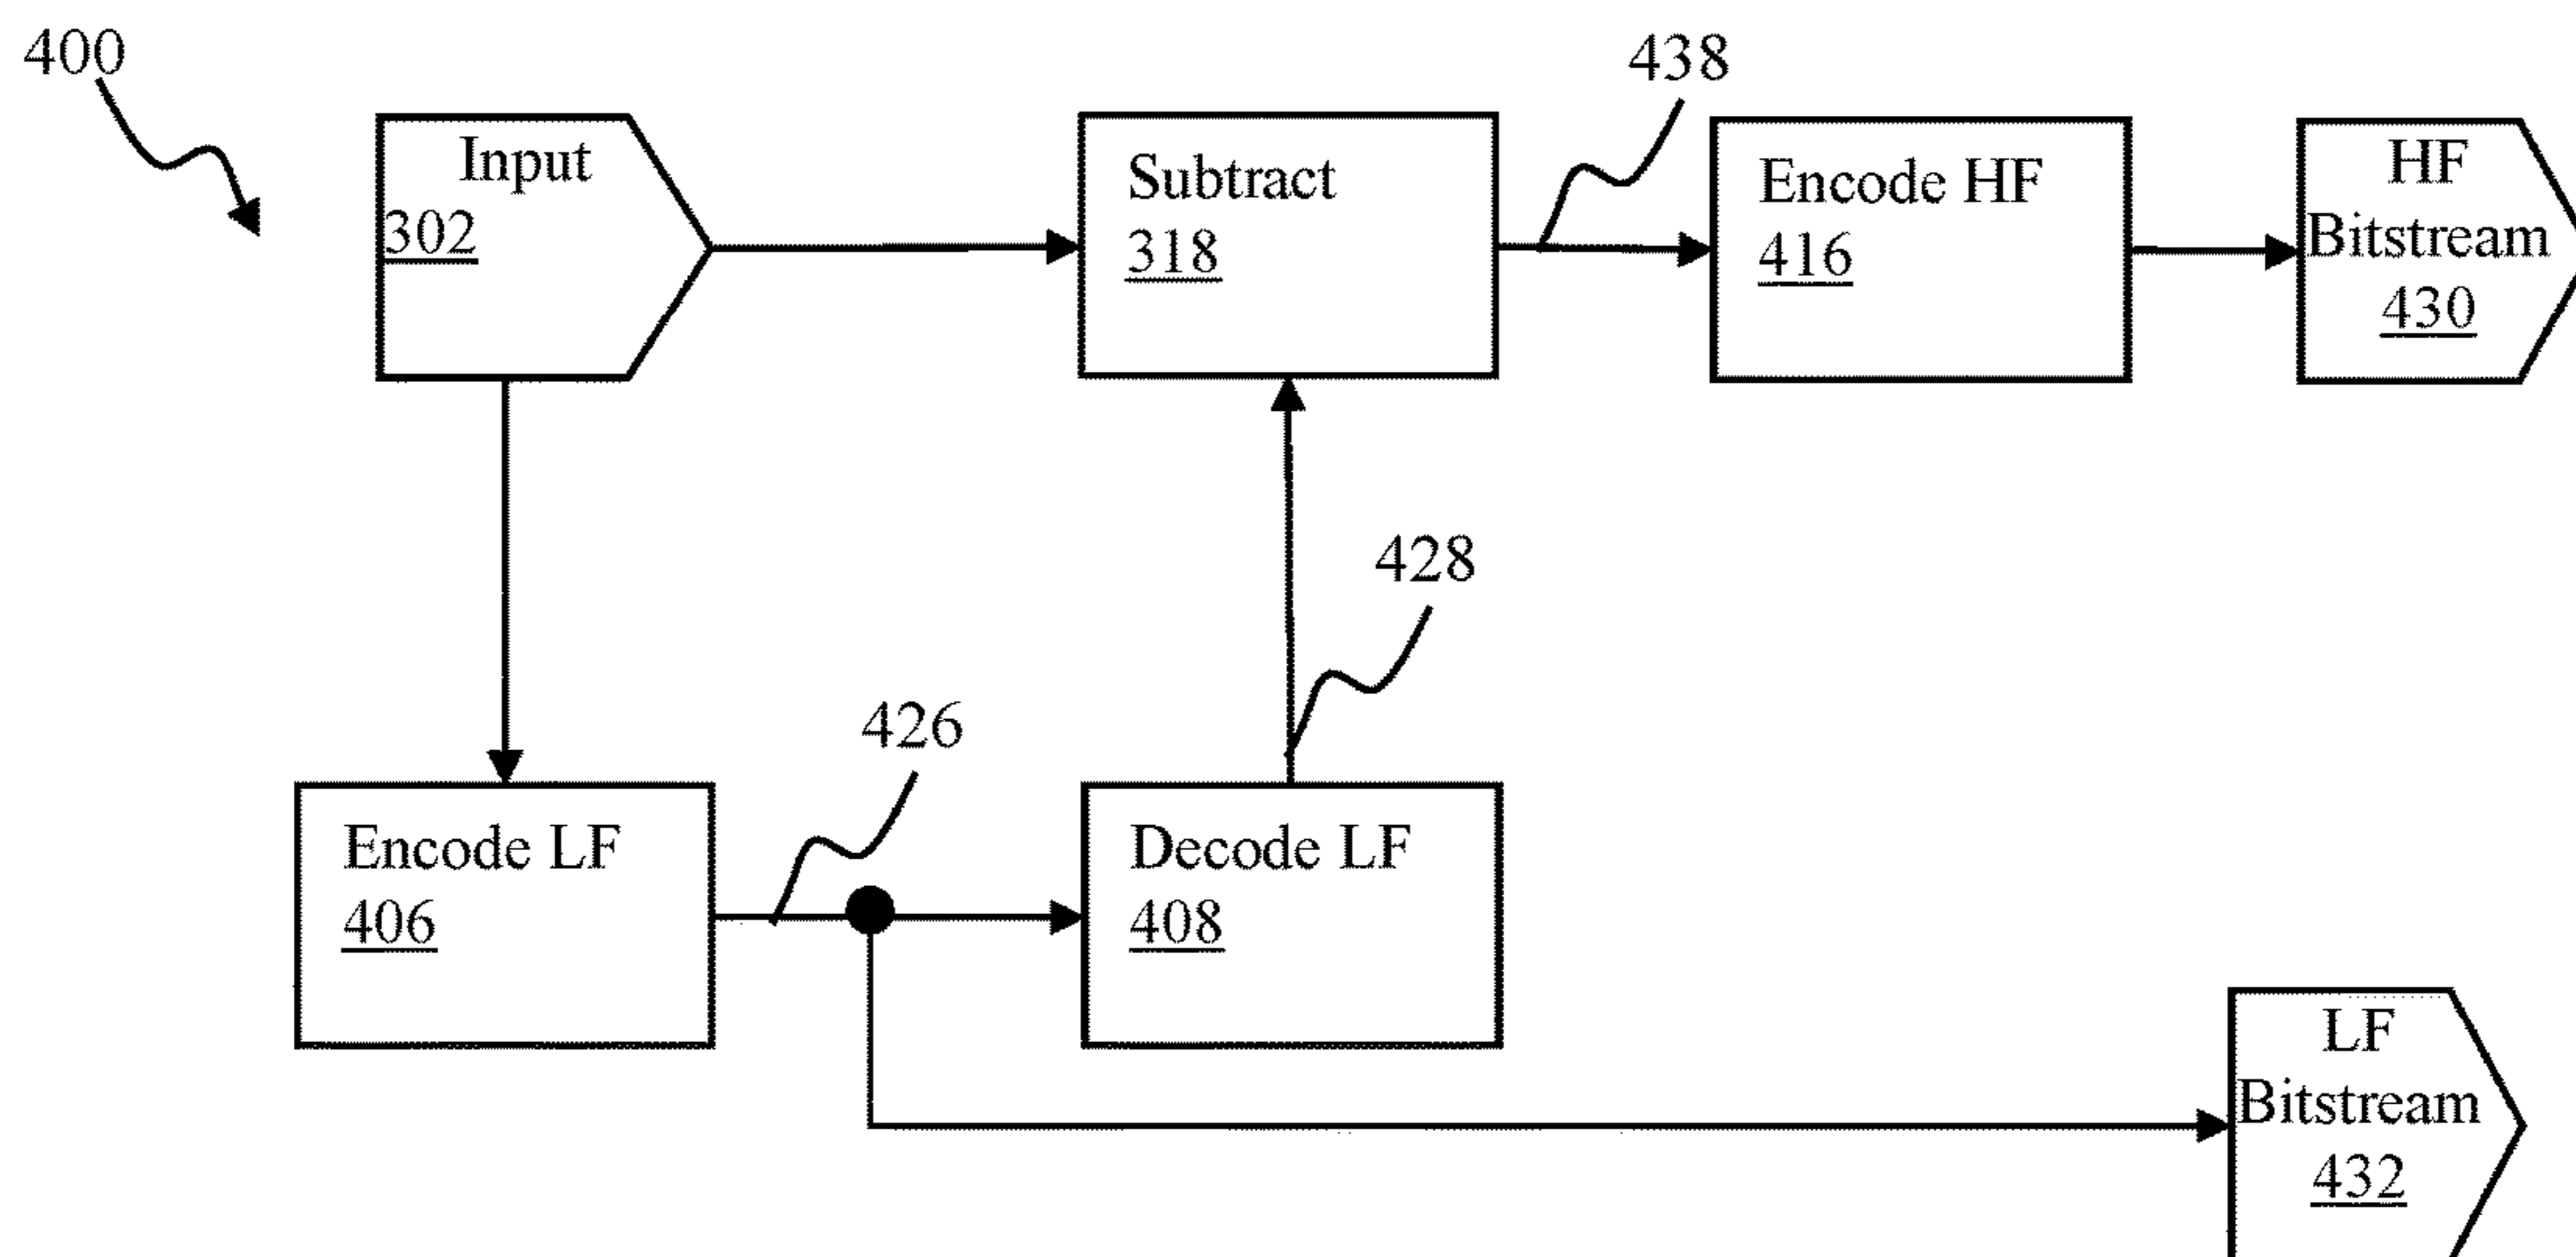 400
438
Input
302
Subtract
318
Encode HF
416
HF
Bitstream
430
428
426
Encode LF
406
Decode LF
408
LF
Bitstream
432